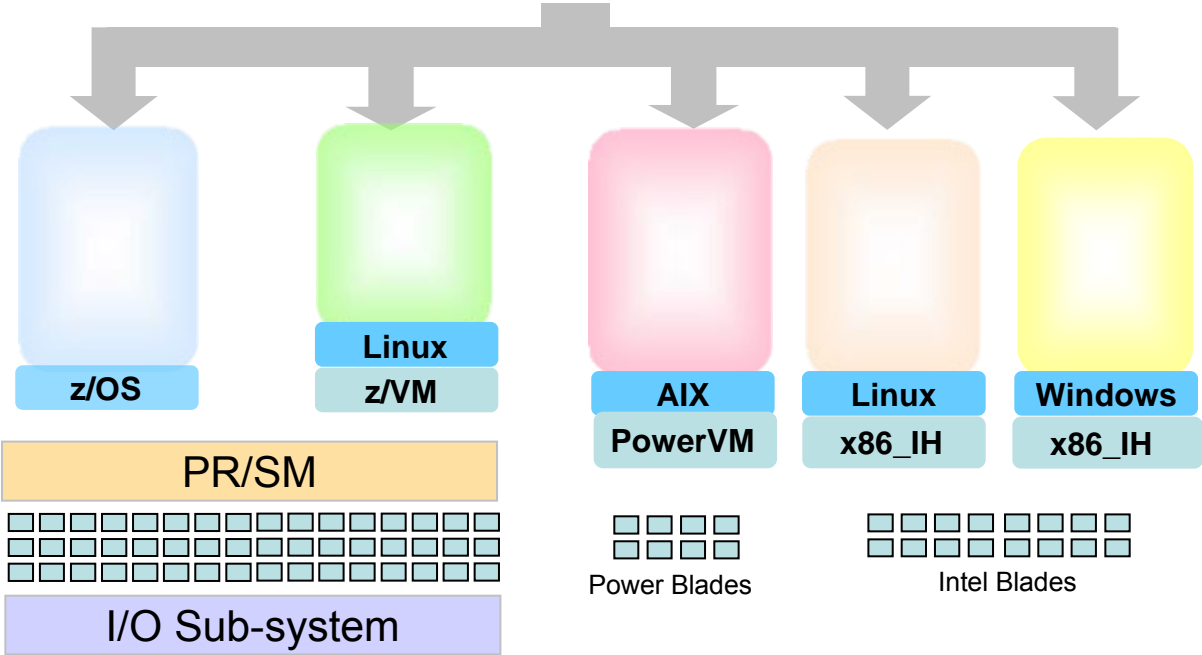 Linux
z/OS
z/VM
AIX
Linux
Windows
PowerVM
x86_IH
x86_IH
PR/SM
Power Blades
Intel Blades
I/O Sub-system